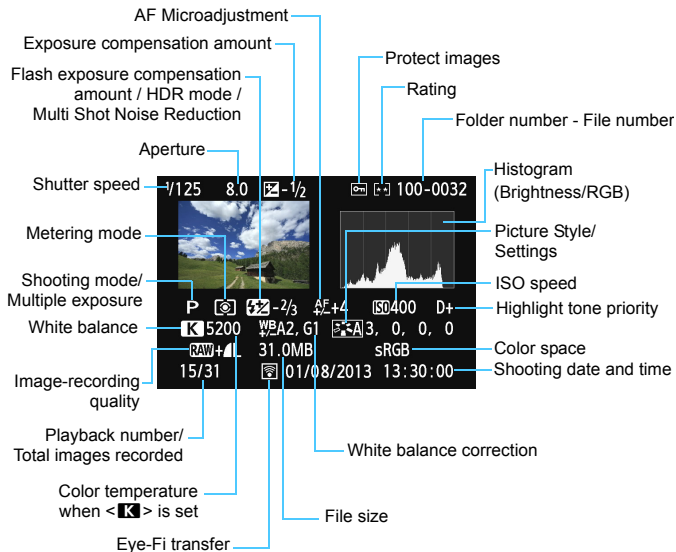 AF Microadjustment
Exposure compensation amount
Protect images
Flash exposure compensation
amount / HDR mode /
Multi Shot Noise Reduction
Rating
Folder number - File number
Aperture
Shutter speed
1/125 8.0 -1/2 100-0032
Histogram
(Brightness/RGB)
Metering mode
Picture Style/
Settings
Shooting mode/
Multiple exposure
ISO speed
P -2/3 AF+4 ISO400 D+
Highlight tone priority
White balance
K 5200 WB A2, G1 A 3, 0, 0, 0
RAW+L 31.0MB sRGB
Color space
Image-recording
quality
15/31 01/08/2013 13:30:00
Shooting date and time
Playback number/
Total images recorded
White balance correction
Color temperature
when <K> is set
File size
Eye-Fi transfer